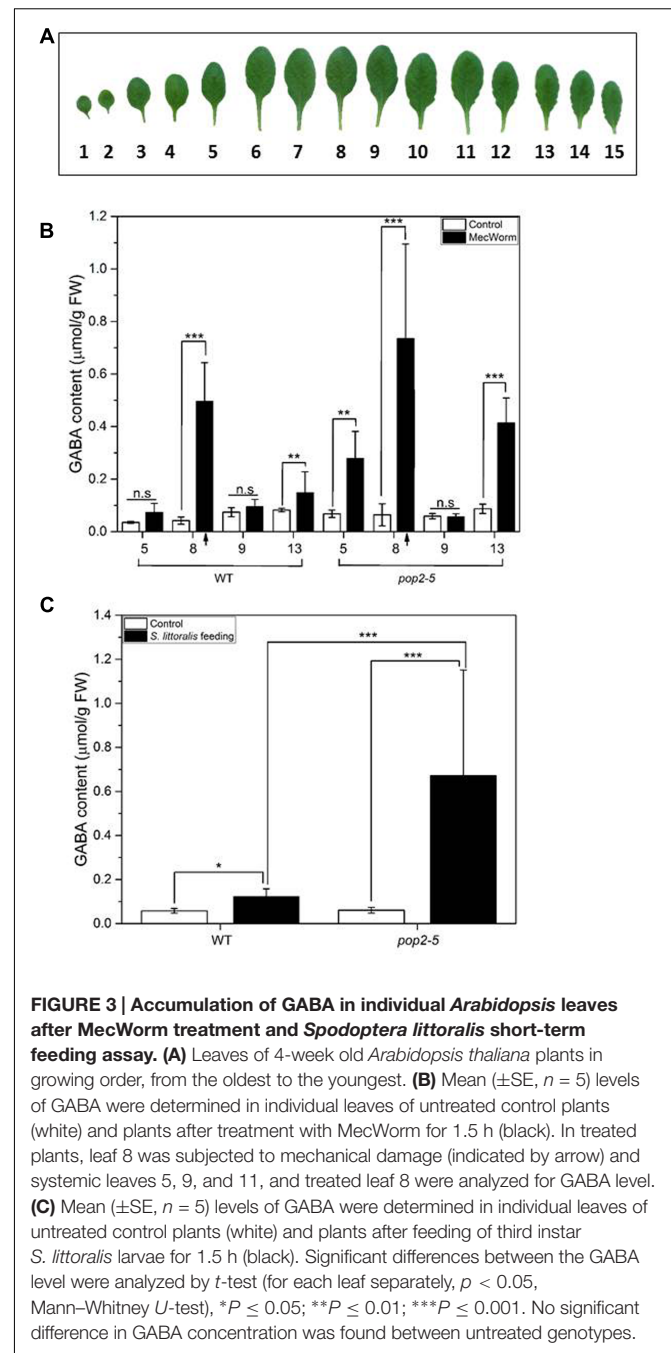 A
1 2 3 4 5 6 7 8 9 10 11 12 13 14 15
B
GABA content (μmol/g FW)
1.2
1.0
0.8
0.6
0.4
0.2
0.0
Control
MecWorm
n.s
***
n.s
**
**
***
n.s
***
5 8 9 13 5 8 9 13
WT pop2-5
C
GABA content (μmol/g FW)
1.4
1.2
1.0
0.8
0.6
0.4
0.2
0.0
Control
S. littoralis feeding
***
***
*
WT pop2-5
FIGURE 3 | Accumulation of GABA in individual Arabidopsis leaves
after MecWorm treatment and Spodoptera littoralis short-term
feeding assay. (A) Leaves of 4-week old Arabidopsis thaliana plants in
growing order, from the oldest to the youngest. (B) Mean (±SE, n = 5) levels
of GABA were determined in individual leaves of untreated control plants
(white) and plants after treatment with MecWorm for 1.5 h (black). In treated
plants, leaf 8 was subjected to mechanical damage (indicated by arrow) and
systemic leaves 5, 9, and 11, and treated leaf 8 were analyzed for GABA level.
(C) Mean (±SE, n = 5) levels of GABA were determined in individual leaves of
untreated control plants (white) and plants after feeding of third instar
S. littoralis larvae for 1.5 h (black). Significant differences between the GABA
level were analyzed by t-test (for each leaf separately, p < 0.05,
Mann–Whitney U-test), *P ≤ 0.05; **P ≤ 0.01; ***P ≤ 0.001. No significant
difference in GABA concentration was found between untreated genotypes.